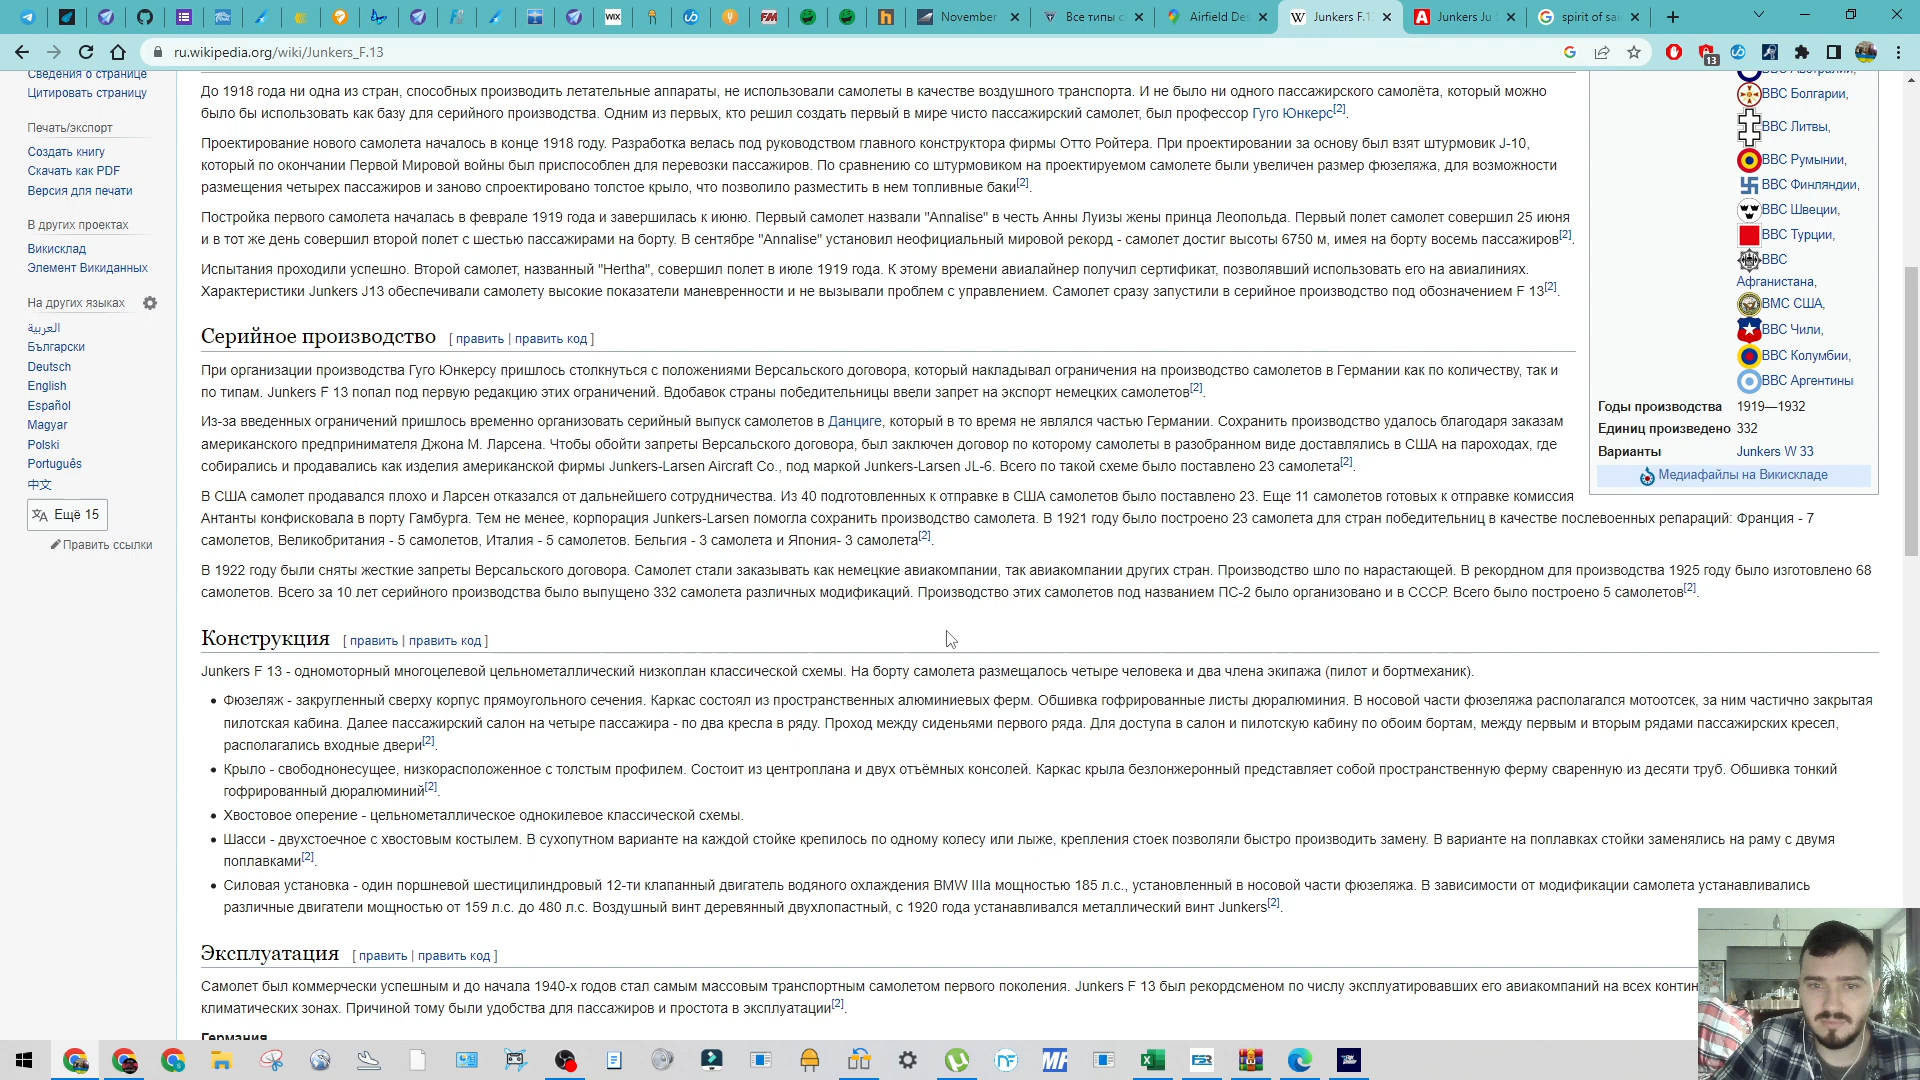 November
Все типы с
Airfield Des
Junkers F.1
Junkers Ju
spirit of sai
ru.wikipedia.org/wiki/Junkers_F.13
13
Сведения о странице
Цитировать страницу
Печать/экспорт
Создать книгу
Скачать как PDF
Версия для печати
В других проектах
Викисклад
Элемент Викиданных
На других языках
العربية
Български
Deutsch
English
Español
Magyar
Polski
Português
中文
Ещё 15
Править ссылки
До 1918 года ни одна из стран, способных производить летательные аппараты, не использовали самолеты в качестве воздушного транспорта. И не было ни одного пассажирского самолёта, который можно
было бы использовать как базу для серийного производства. Одним из первых, кто решил создать первый в мире чисто пассажирский самолет, был профессор Гуго Юнкерс[2].
Проектирование нового самолета началось в конце 1918 году. Разработка велась под руководством главного конструктора фирмы Отто Ройтера. При проектировании за основу был взят штурмовик J-10,
который по окончании Первой Мировой войны был приспособлен для перевозки пассажиров. По сравнению со штурмовиком на проектируемом самолете были увеличен размер фюзеляжа, для возможности
размещения четырех пассажиров и заново спроектировано толстое крыло, что позволило разместить в нем топливные баки[2].
Постройка первого самолета началась в феврале 1919 года и завершилась к июню. Первый самолет назвали "Annalise" в честь Анны Луизы жены принца Леопольда. Первый полет самолет совершил 25 июня
и в тот же день совершил второй полет с шестью пассажирами на борту. В сентябре "Annalise" установил неофициальный мировой рекорд - самолет достиг высоты 6750 м, имея на борту восемь пассажиров[2].
Испытания проходили успешно. Второй самолет, названный "Hertha", совершил полет в июле 1919 года. К этому времени авиалайнер получил сертификат, позволявший использовать его на авиалиниях.
Характеристики Junkers J13 обеспечивали самолету высокие показатели маневренности и не вызывали проблем с управлением. Самолет сразу запустили в серийное производство под обозначением F 13[2].
Серийное производство [ править | править код ]
При организации производства Гуго Юнкерсу пришлось столкнуться с положениями Версальского договора, который накладывал ограничения на производство самолетов в Германии как по количеству, так и
по типам. Junkers F 13 попал под первую редакцию этих ограничений. Вдобавок страны победительницы ввели запрет на экспорт немецких самолетов[2].
Из-за введенных ограничений пришлось временно организовать серийный выпуск самолетов в Данциге, который в то время не являлся частью Германии. Сохранить производство удалось благодаря заказам
американского предпринимателя Джона М. Ларсена. Чтобы обойти запреты Версальского договора, был заключен договор по которому самолеты в разобранном виде доставлялись в США на пароходах, где
собирались и продавались как изделия американской фирмы Junkers-Larsen Aircraft Co., под маркой Junkers-Larsen JL-6. Всего по такой схеме было поставлено 23 самолета[2].
В США самолет продавался плохо и Ларсен отказался от дальнейшего сотрудничества. Из 40 подготовленных к отправке в США самолетов было поставлено 23. Еще 11 самолетов готовых к отправке комиссия
Антанты конфисковала в порту Гамбурга. Тем не менее, корпорация Junkers-Larsen помогла сохранить производство самолета. В 1921 году было построено 23 самолета для стран победительниц в качестве послевоенных репараций: Франция - 7
самолетов, Великобритания - 5 самолетов, Италия - 5 самолетов. Бельгия - 3 самолета и Япония- 3 самолета[2].
В 1922 году были сняты жесткие запреты Версальского договора. Самолет стали заказывать как немецкие авиакомпании, так авиакомпании других стран. Производство шло по нарастающей. В рекордном для производства 1925 году было изготовлено 68
самолетов. Всего за 10 лет серийного производства было выпущено 332 самолета различных модификаций. Производство этих самолетов под названием ПС-2 было организовано и в СССР. Всего было построено 5 самолетов[2].
Конструкция [ править | править код ]
Junkers F 13 - одномоторный многоцелевой цельнометаллический низкоплан классической схемы. На борту самолета размещалось четыре человека и два члена экипажа (пилот и бортмеханик).
Фюзеляж - закругленный сверху корпус прямоугольного сечения. Каркас состоял из пространственных алюминиевых ферм. Обшивка гофрированные листы дюралюминия. В носовой части фюзеляжа располагался мотоотсек, за ним частично закрытая
пилотская кабина. Далее пассажирский салон на четыре пассажира - по два кресла в ряду. Проход между сиденьями первого ряда. Для доступа в салон и пилотскую кабину по обоим бортам, между первым и вторым рядами пассажирских кресел,
располагались входные двери[2].
Крыло - свободнонесущее, низкорасположенное с толстым профилем. Состоит из центроплана и двух отъёмных консолей. Каркас крыла безлонжеронный представляет собой пространственную ферму сваренную из десяти труб. Обшивка тонкий
гофрированный дюралюминий[2].
Хвостовое оперение - цельнометаллическое однокилевое классической схемы.
Шасси - двухстоечное с хвостовым костылем. В сухопутном варианте на каждой стойке крепилось по одному колесу или лыже, крепления стоек позволяли быстро производить замену. В варианте на поплавках стойки заменялись на раму с двумя
поплавками[2].
Силовая установка - один поршневой шестицилиндровый 12-ти клапанный двигатель водяного охлаждения BMW IIIa мощностью 185 л.с., установленный в носовой части фюзеляжа. В зависимости от модификации самолета устанавливались
различные двигатели мощностью от 159 л.с. до 480 л.с. Воздушный винт деревянный двухлопастный, с 1920 года устанавливался металлический винт Junkers[2].
Эксплуатация [ править | править код ]
Самолет был коммерчески успешным и до начала 1940-х годов стал самым массовым транспортным самолетом первого поколения. Junkers F 13 был рекордсменом по числу эксплуатировавших его авиакомпаний на всех контин
климатических зонах. Причиной тому были удобства для пассажиров и простота в эксплуатации[2].
Германия
ВВС Австралии,
ВВС Болгарии,
ВВС Литвы,
ВВС Румынии,
ВВС Финляндии,
ВВС Швеции,
ВВС Турции,
ВВС
Афганистана,
ВМС США,
ВВС Чили,
ВВС Колумбии,
ВВС Аргентины
Годы производства 1919—1932
Единиц произведено 332
Варианты Junkers W 33
Медиафайлы на Викискладе